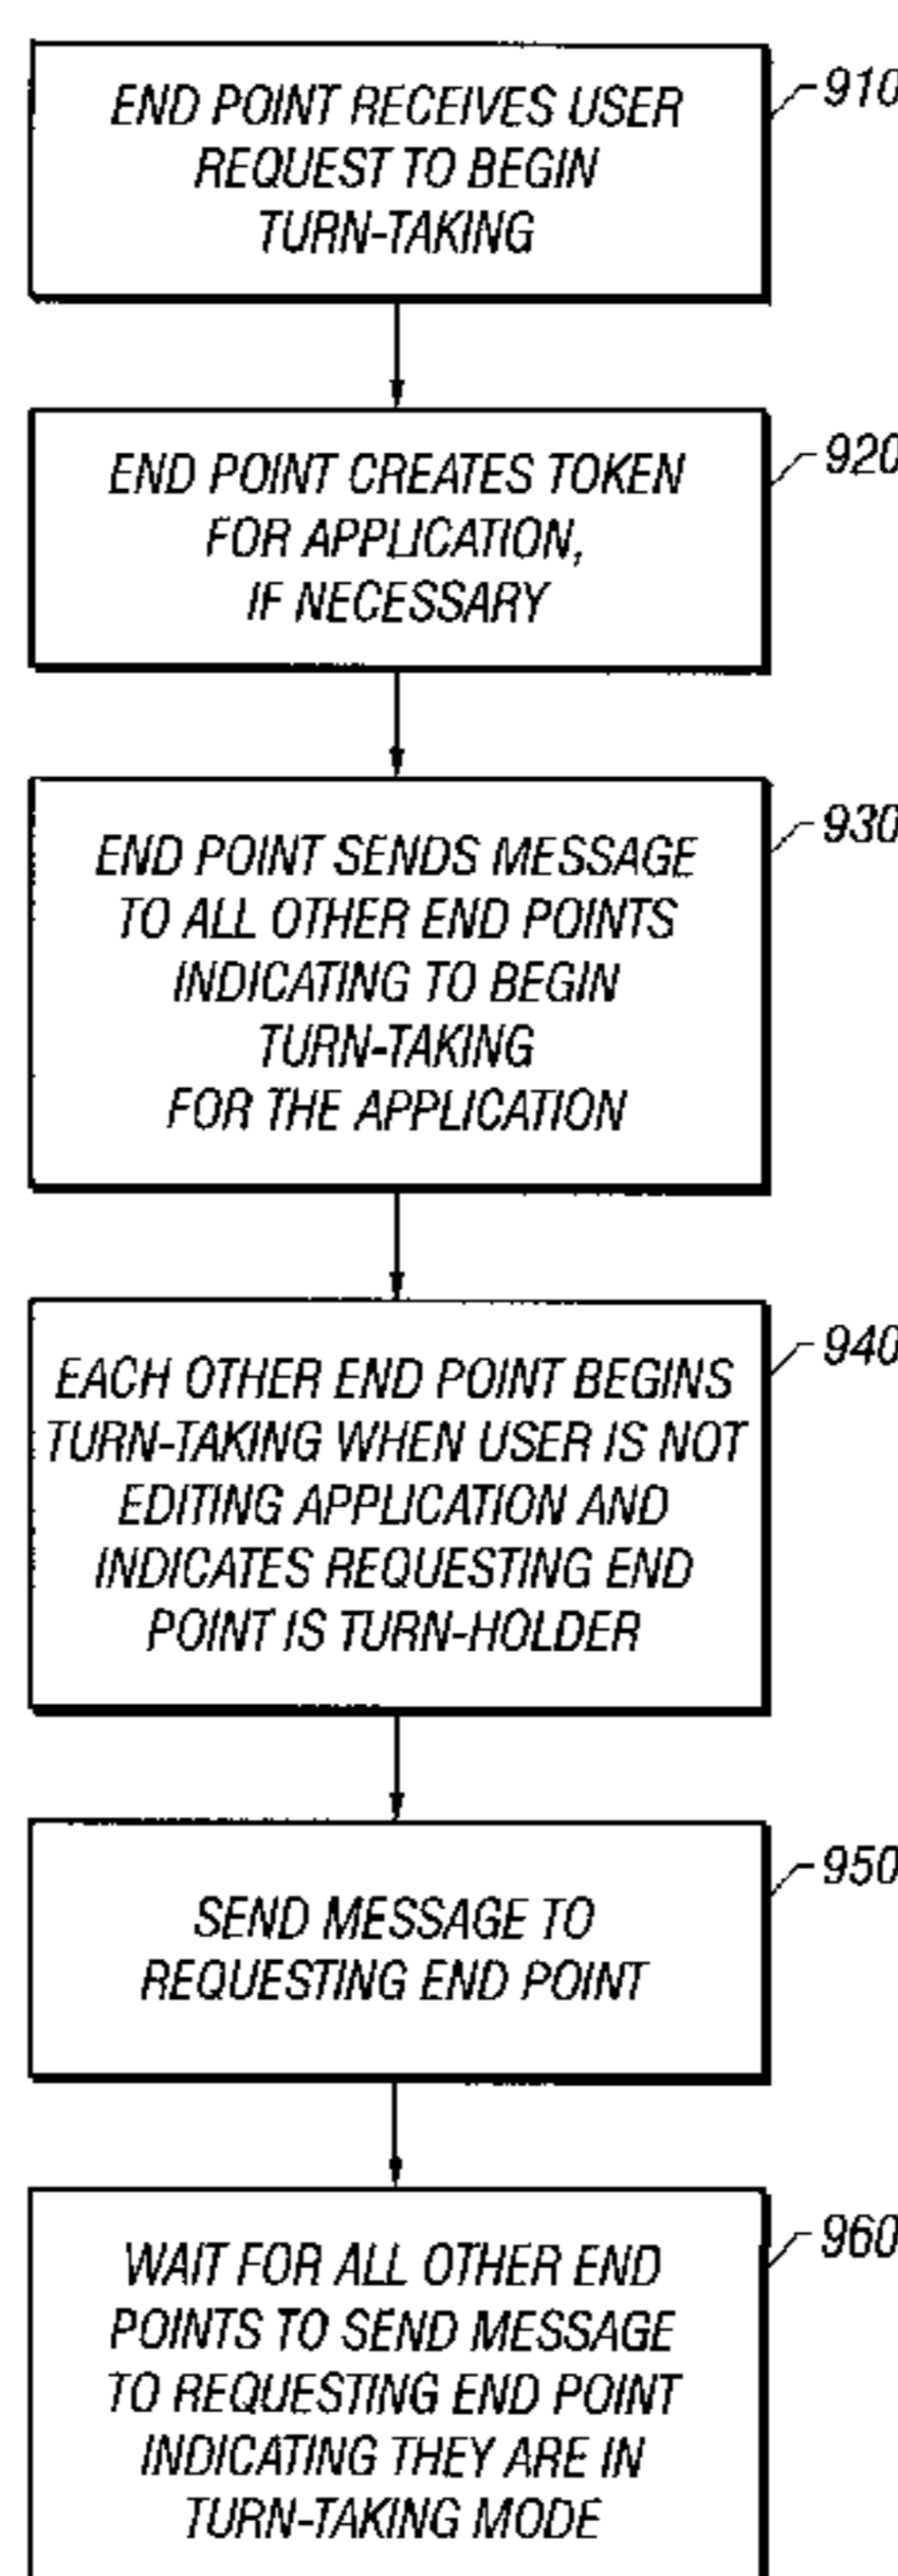 END POINT RECEIVES USER
REQUEST TO BEGIN
TURN-TAKING
910
END POINT CREATES TOKEN
FOR APPLICATION,
IF NECESSARY
920
END POINT SENDS MESSAGE
TO ALL OTHER END POINTS
INDICATING TO BEGIN
TURN-TAKING
FOR THE APPLICATION
930
EACH OTHER END POINT BEGINS
TURN-TAKING WHEN USER IS NOT
EDITING APPLICATION AND
INDICATES REQUESTING END
POINT IS TURN-HOLDER
940
SEND MESSAGE TO
REQUESTING END POINT
950
WAIT FOR ALL OTHER END
POINTS TO SEND MESSAGE
TO REQUESTING END POINT
INDICATING THEY ARE IN
TURN-TAKING MODE
960